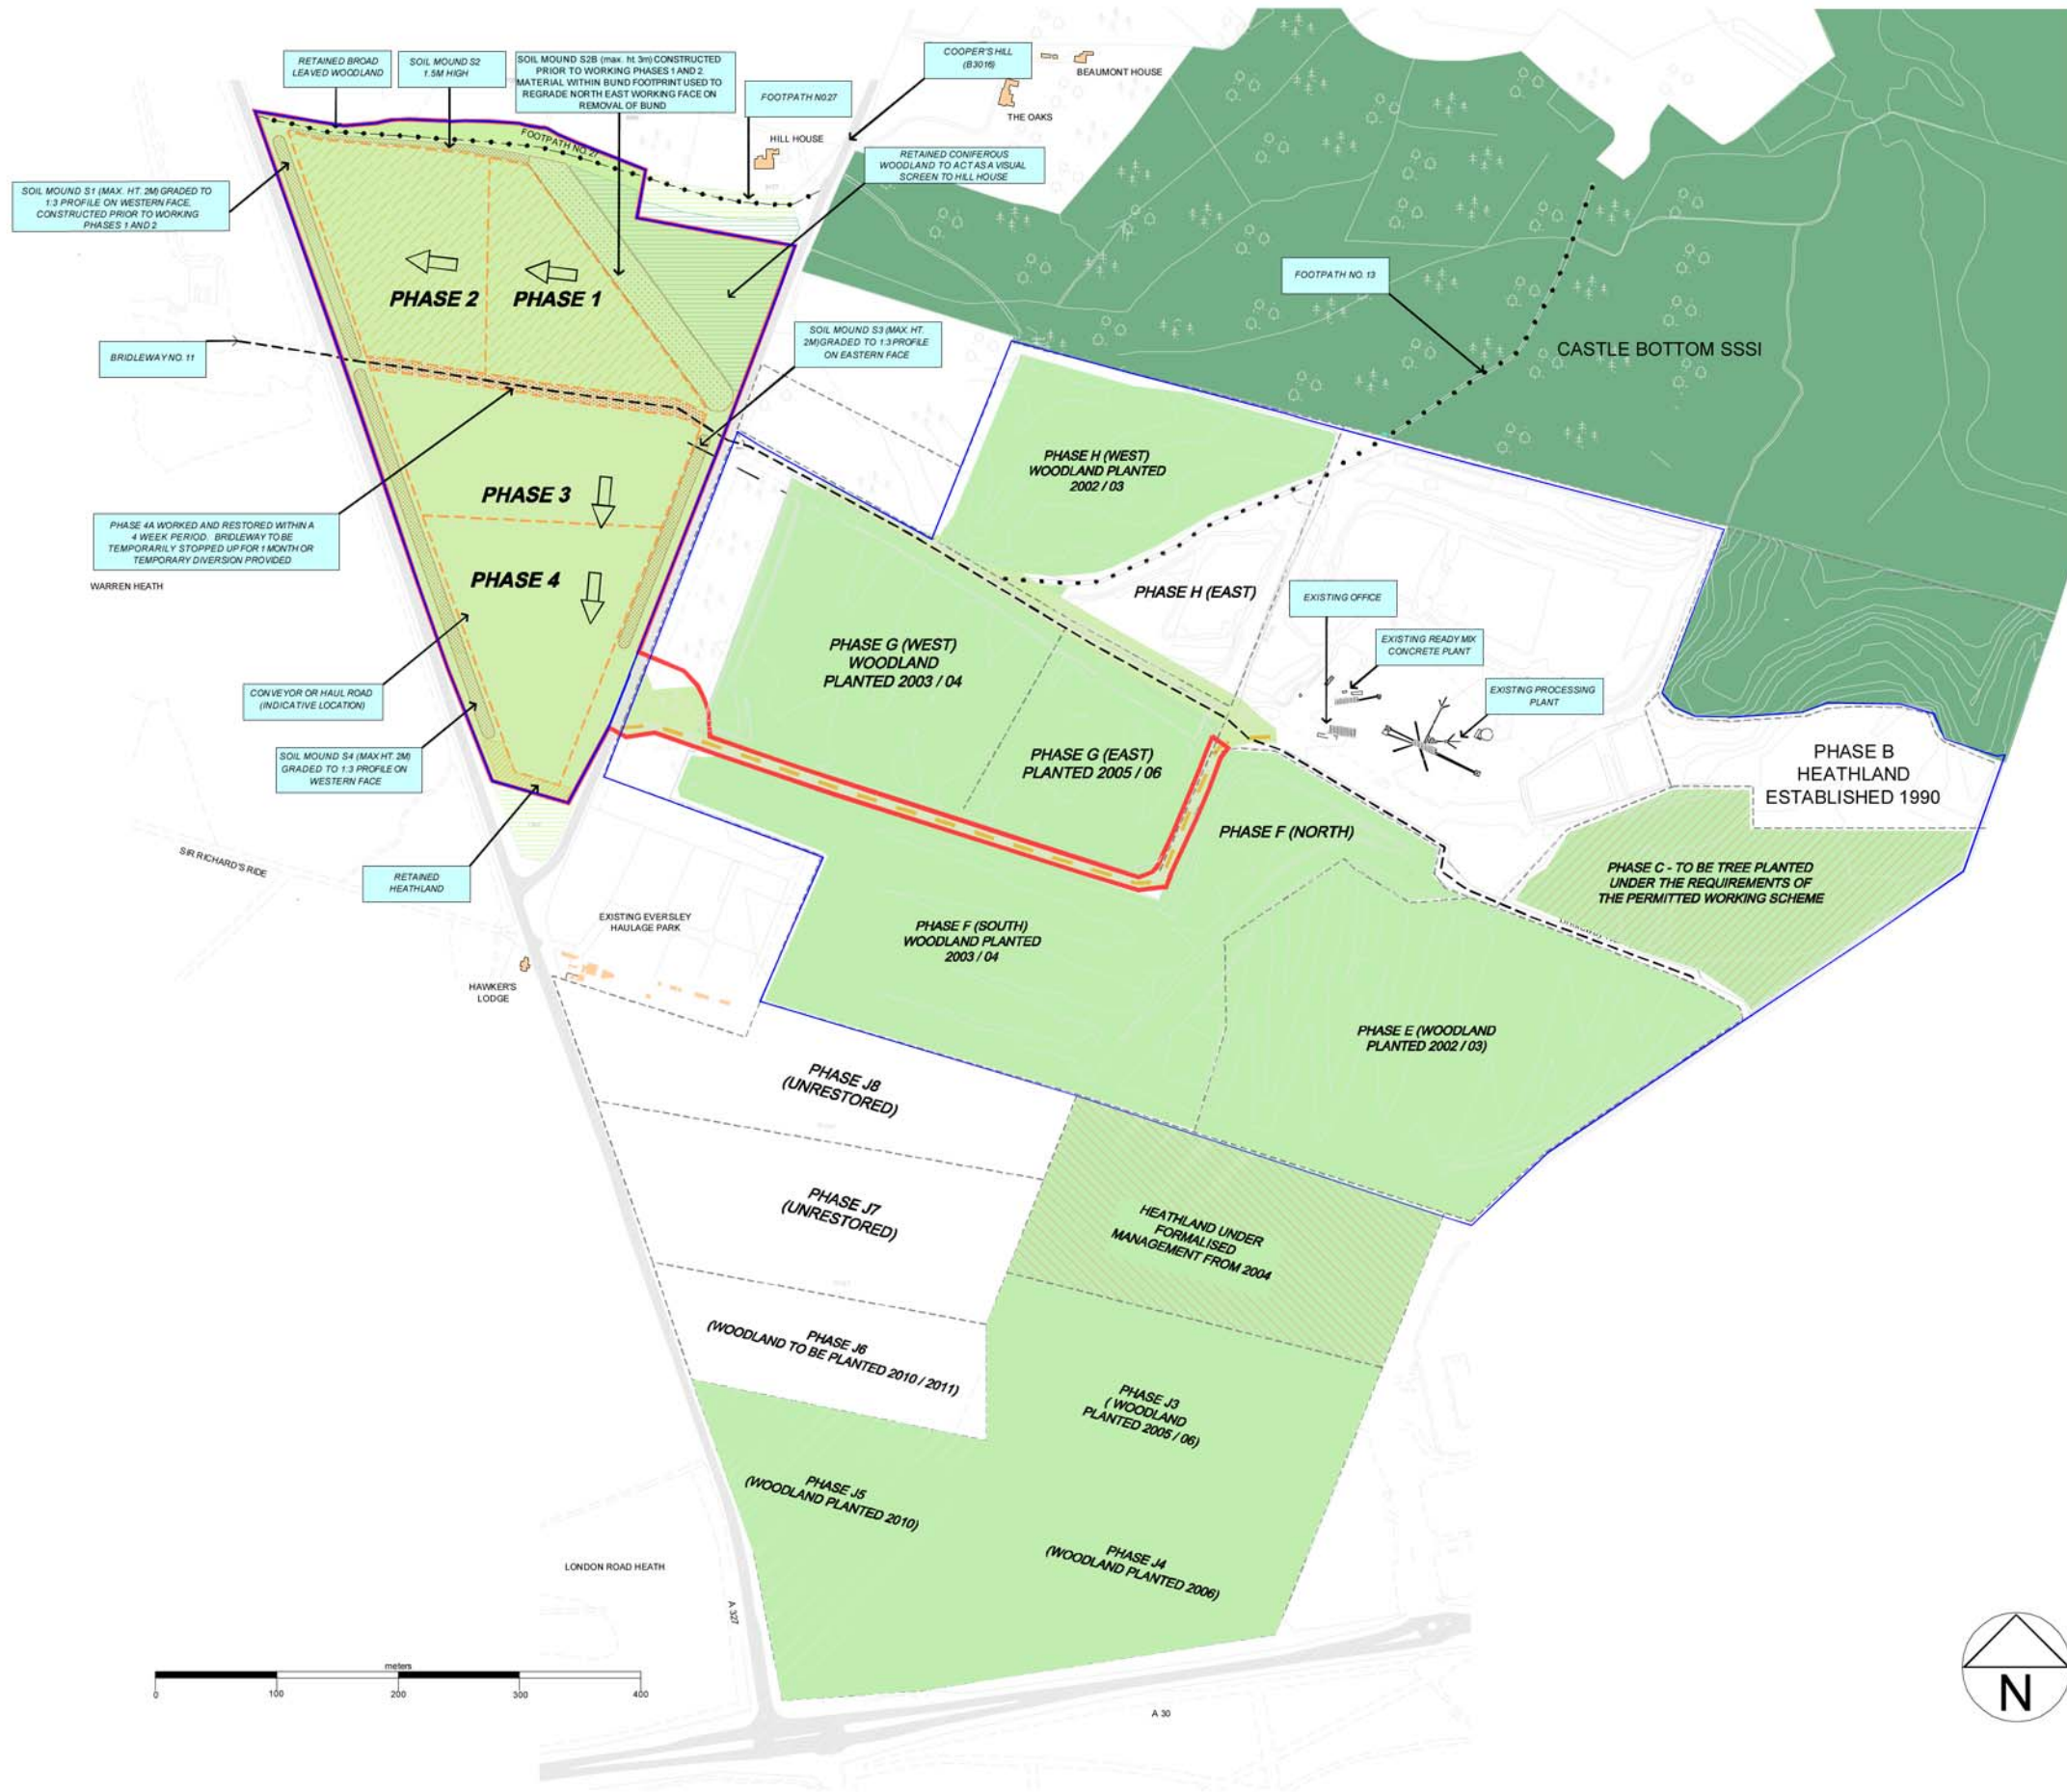 RETAINED BROAD
LEAVED WOODLAND
SOIL MOUND S2
1.5M HIGH
SOIL MOUND S2B (max. ht 3m) CONSTRUCTED
PRIOR TO WORKING PHASES 1 AND 2
MATERIAL WITHIN BUND FOOTPRINT USED TO
REGRADE NORTH EAST WORKING FACE ON
REMOVAL OF BUND
COOPER'S HILL
(B3016)
BEAUMONT HOUSE
FOOTPATH NO27
THE OAKS
HILL HOUSE
FOOTPATH NO. 27
RETAINED CONIFEROUS
WOODLAND TO ACT AS A VISUAL
SCREEN TO HILL HOUSE
SOIL MOUND S1 (MAX. HT. 2M) GRADED TO
1:3 PROFILE ON WESTERN FACE,
CONSTRUCTED PRIOR TO WORKING
PHASES 1 AND 2
FOOTPATH NO. 13
PHASE 2
PHASE 1
BRIDLEWAY NO. 11
SOIL MOUND S3 (MAX. HT.
2M) GRADED TO 1:3 PROFILE
ON EASTERN FACE
CASTLE BOTTOM SSSI
PHASE H (WEST)
WOODLAND PLANTED
2002 / 03
PHASE 3
PHASE 4A WORKED AND RESTORED WITHIN A
4 WEEK PERIOD. BRIDLEWAY TO BE
TEMPORARILY STOPPED UP FOR 1 MONTH OR
TEMPORARY DIVERSION PROVIDED
WARREN HEATH
PHASE 4
PHASE H (EAST)
EXISTING OFFICE
EXISTING READY MIX
CONCRETE PLANT
PHASE G (WEST)
WOODLAND
PLANTED 2003 / 04
CONVEYOR OR HAUL ROAD
(INDICATIVE LOCATION)
EXISTING PROCESSING
PLANT
SOIL MOUND S4 (MAX HT. 2M)
GRADED TO 1:3 PROFILE ON
WESTERN FACE
PHASE G (EAST)
PLANTED 2005 / 06
PHASE B
HEATHLAND
ESTABLISHED 1990
PHASE F (NORTH)
SIR RICHARD'S RIDE
RETAINED
HEATHLAND
PHASE C - TO BE TREE PLANTED
UNDER THE REQUIREMENTS OF
THE PERMITTED WORKING SCHEME
EXISTING EVERSLEY
HAULAGE PARK
PHASE F (SOUTH)
WOODLAND PLANTED
2003 / 04
HAWKER'S
LODGE
PHASE E (WOODLAND
PLANTED 2002 / 03)
PHASE J8
(UNRESTORED)
PHASE J7
(UNRESTORED)
HEATHLAND UNDER
FORMALISED
MANAGEMENT FROM 2004
PHASE J6
(WOODLAND TO BE PLANTED 2010 / 2011)
PHASE J3
( WOODLAND
PLANTED 2005 / 06)
PHASE J5
(WOODLAND PLANTED 2010)
PHASE J4
(WOODLAND PLANTED 2006)
LONDON ROAD HEATH
A 327
meters
0 100 200 300 400
A 30
N